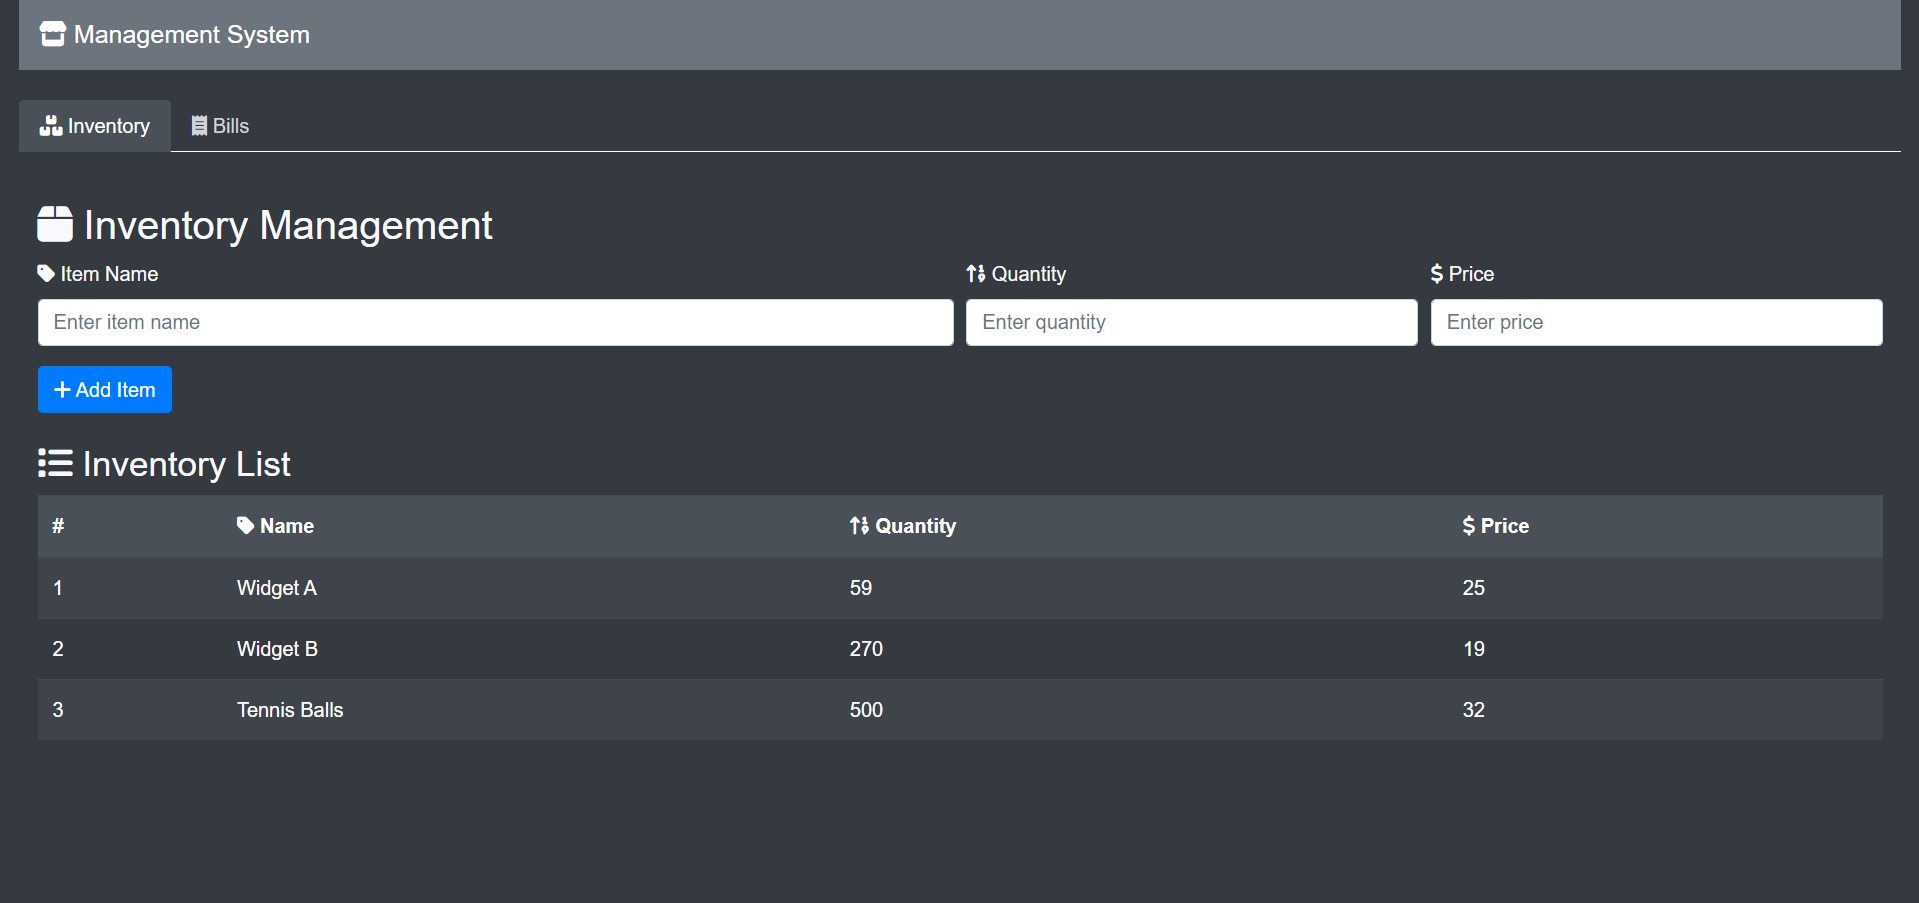 Management System
Inventory Bills
Inventory Management
Item Name Quantity $ Price
Enter item name Enter quantity Enter price
+ Add Item
Inventory List
# Name Quantity $ Price
1 Widget A 59 25
2 Widget B 270 19
3 Tennis Balls 500 32